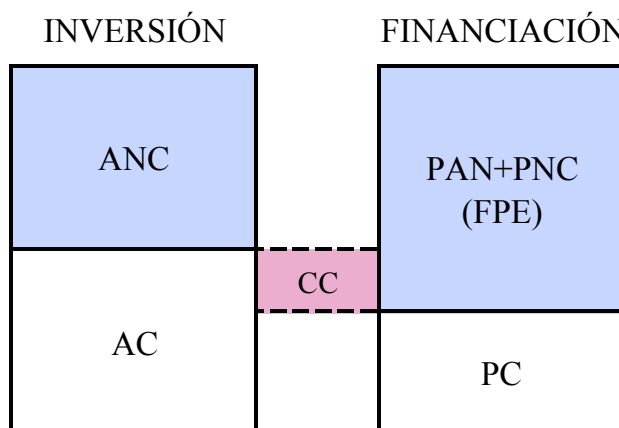 INVERSIÓN
FINANCIACIÓN
ANC
PAN+PNC
(FPE)
CC
AC
PC